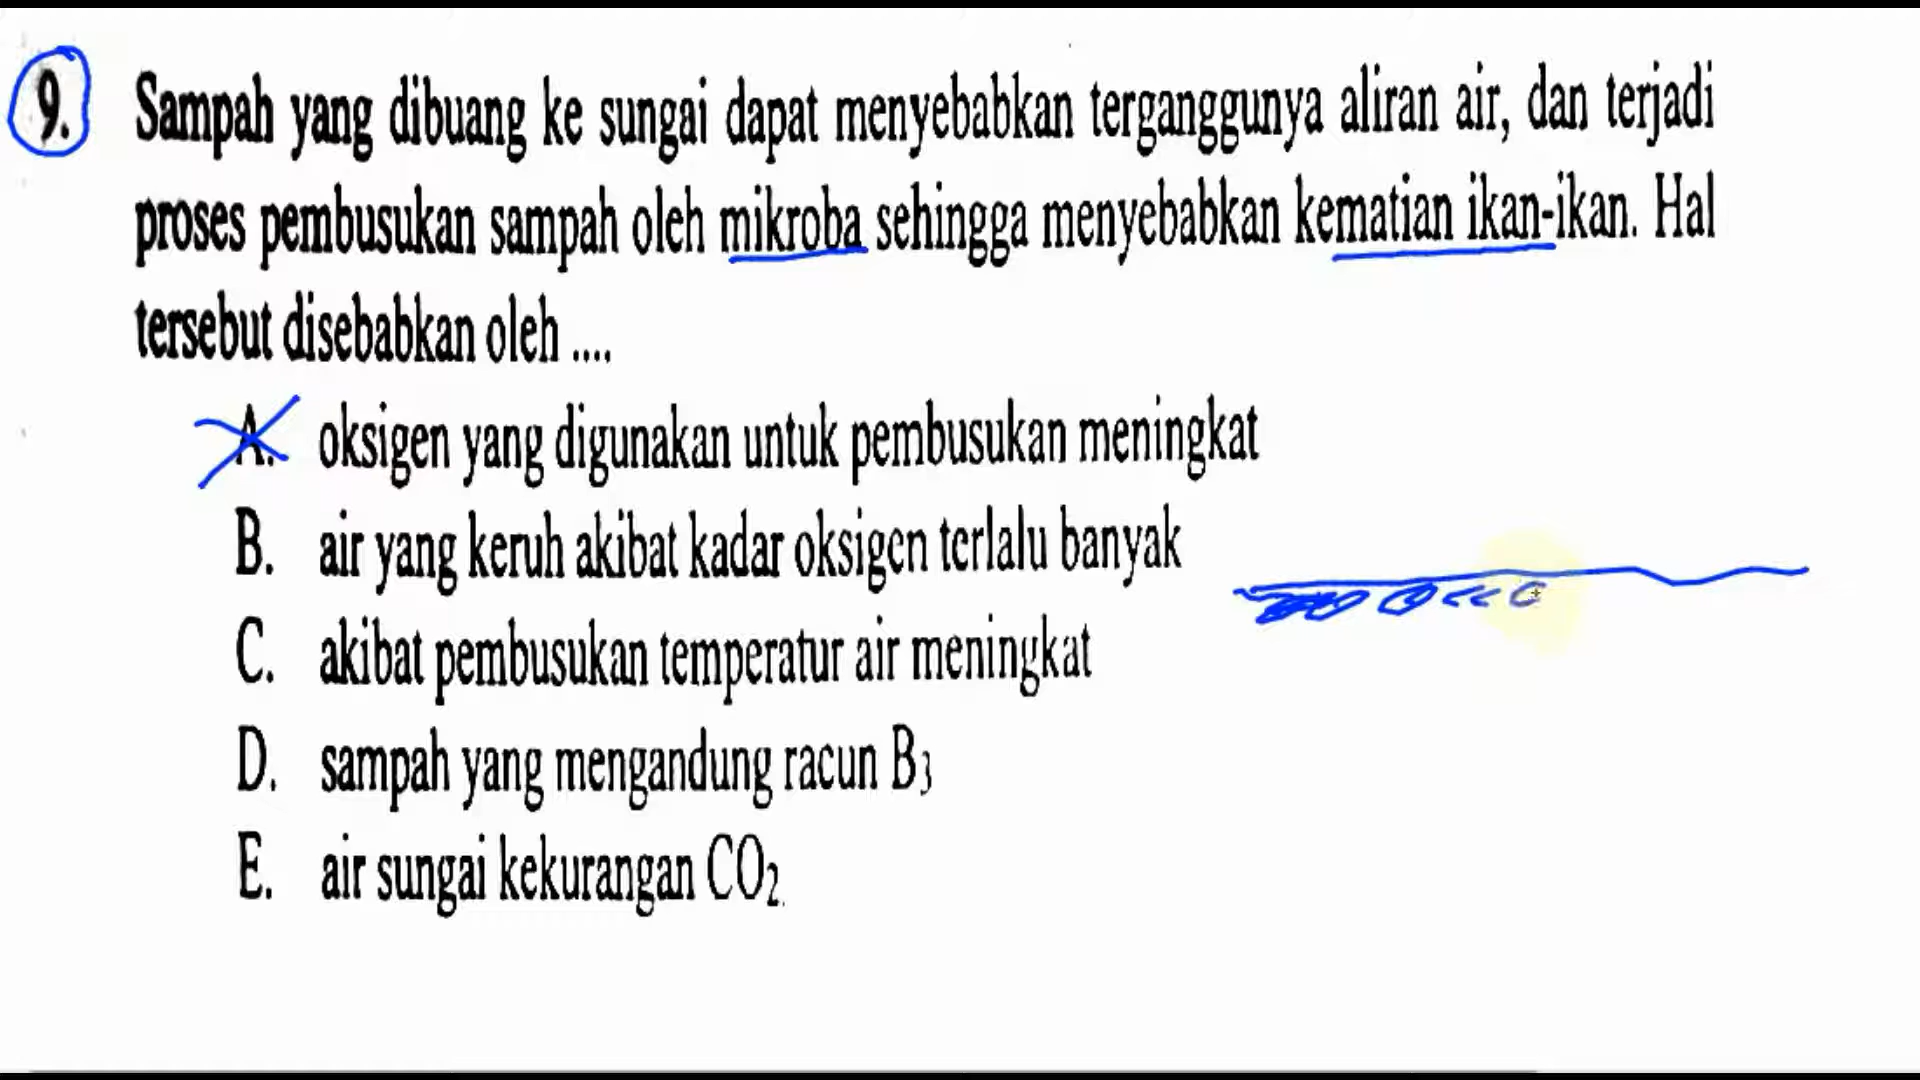 9. Sampah yang dibuang ke sungai dapat menyebabkan terganggunya aliran air, dan terjadi
proses pembusukan sampah oleh mikroba sehingga menyebabkan kematian ikan-ikan. Hal
tersebut disebabkan oleh ....
A. oksigen yang digunakan untuk pembusukan meningkat
B. air yang keruh akibat kadar oksigen terlalu banyak
C. akibat pembusukan temperatur air meningkat
D. sampah yang mengandung racun B₃
E. air sungai kekurangan CO₂